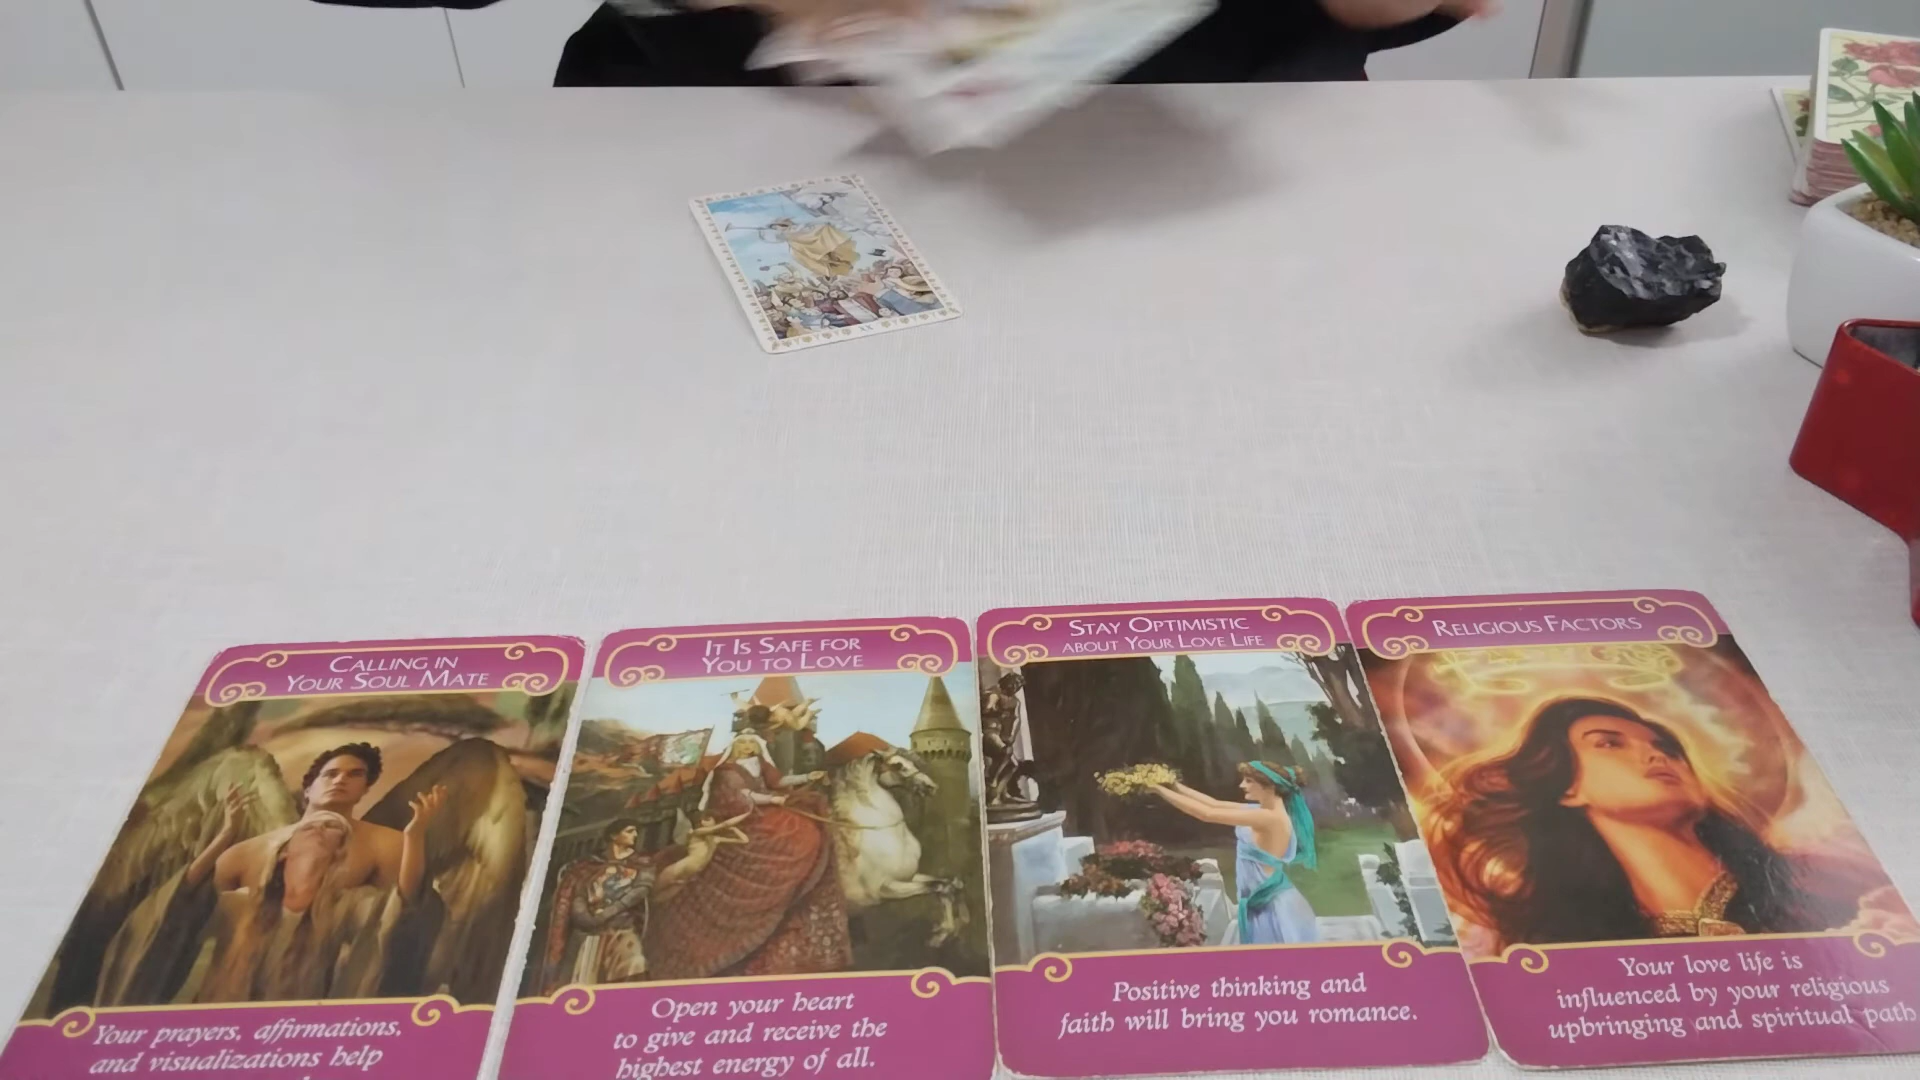 XX
CALLING IN
YOUR SOUL MATE
Your prayers, affirmations,
and visualizations help
IT IS SAFE FOR
YOU TO LOVE
Open your heart
to give and receive the
highest energy of all.
STAY OPTIMISTIC
ABOUT YOUR LOVE LIFE
Positive thinking and
faith will bring you romance.
RELIGIOUS FACTORS
Your love life is
influenced by your religious
upbringing and spiritual path